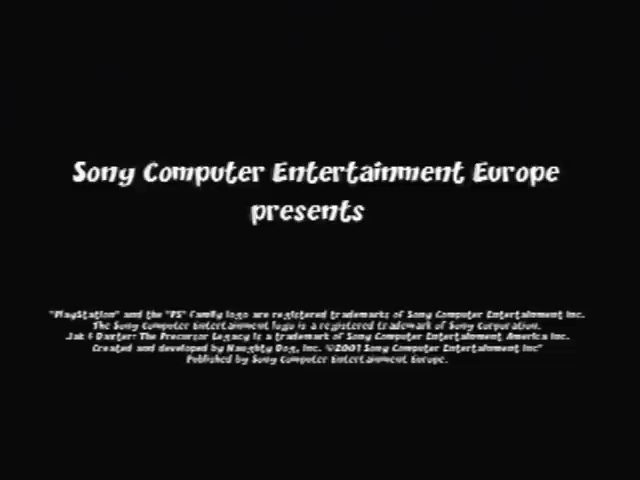 Sony Computer Entertainment Europe
presents
"PlayStation" and the "PS" Family logo are registered trademarks of Sony Computer Entertainment Inc.
The Sony Computer Entertainment logo is a registered trademark of Sony Corporation.
Jak & Daxter: The Precursor Legacy is a trademark of Sony Computer Entertainment America Inc.
Created and developed by Naughty Dog, Inc. ©2001 Sony Computer Entertainment Inc"
Published by Sony Computer Entertainment Europe.